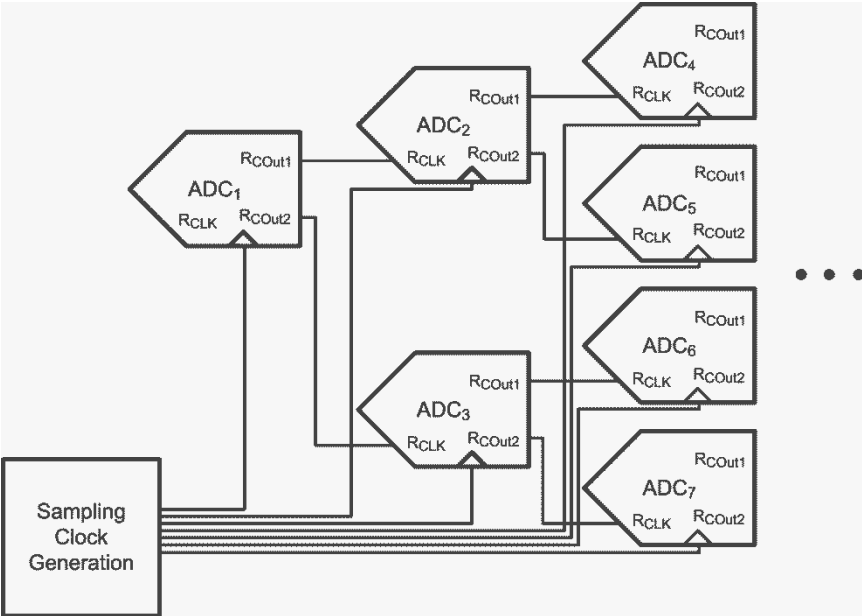 RCOut1
ADC4
RCLK
RCOut2
RCOut1
ADC2
RCLK
RCOut2
RCOut1
ADC1
RCLK
RCOut2
RCOut1
ADC5
RCLK
RCOut2
RCOut1
ADC6
RCLK
RCOut2
RCOut1
ADC3
RCLK
RCOut2
RCOut1
ADC7
RCLK
RCOut2
Sampling
Clock
Generation